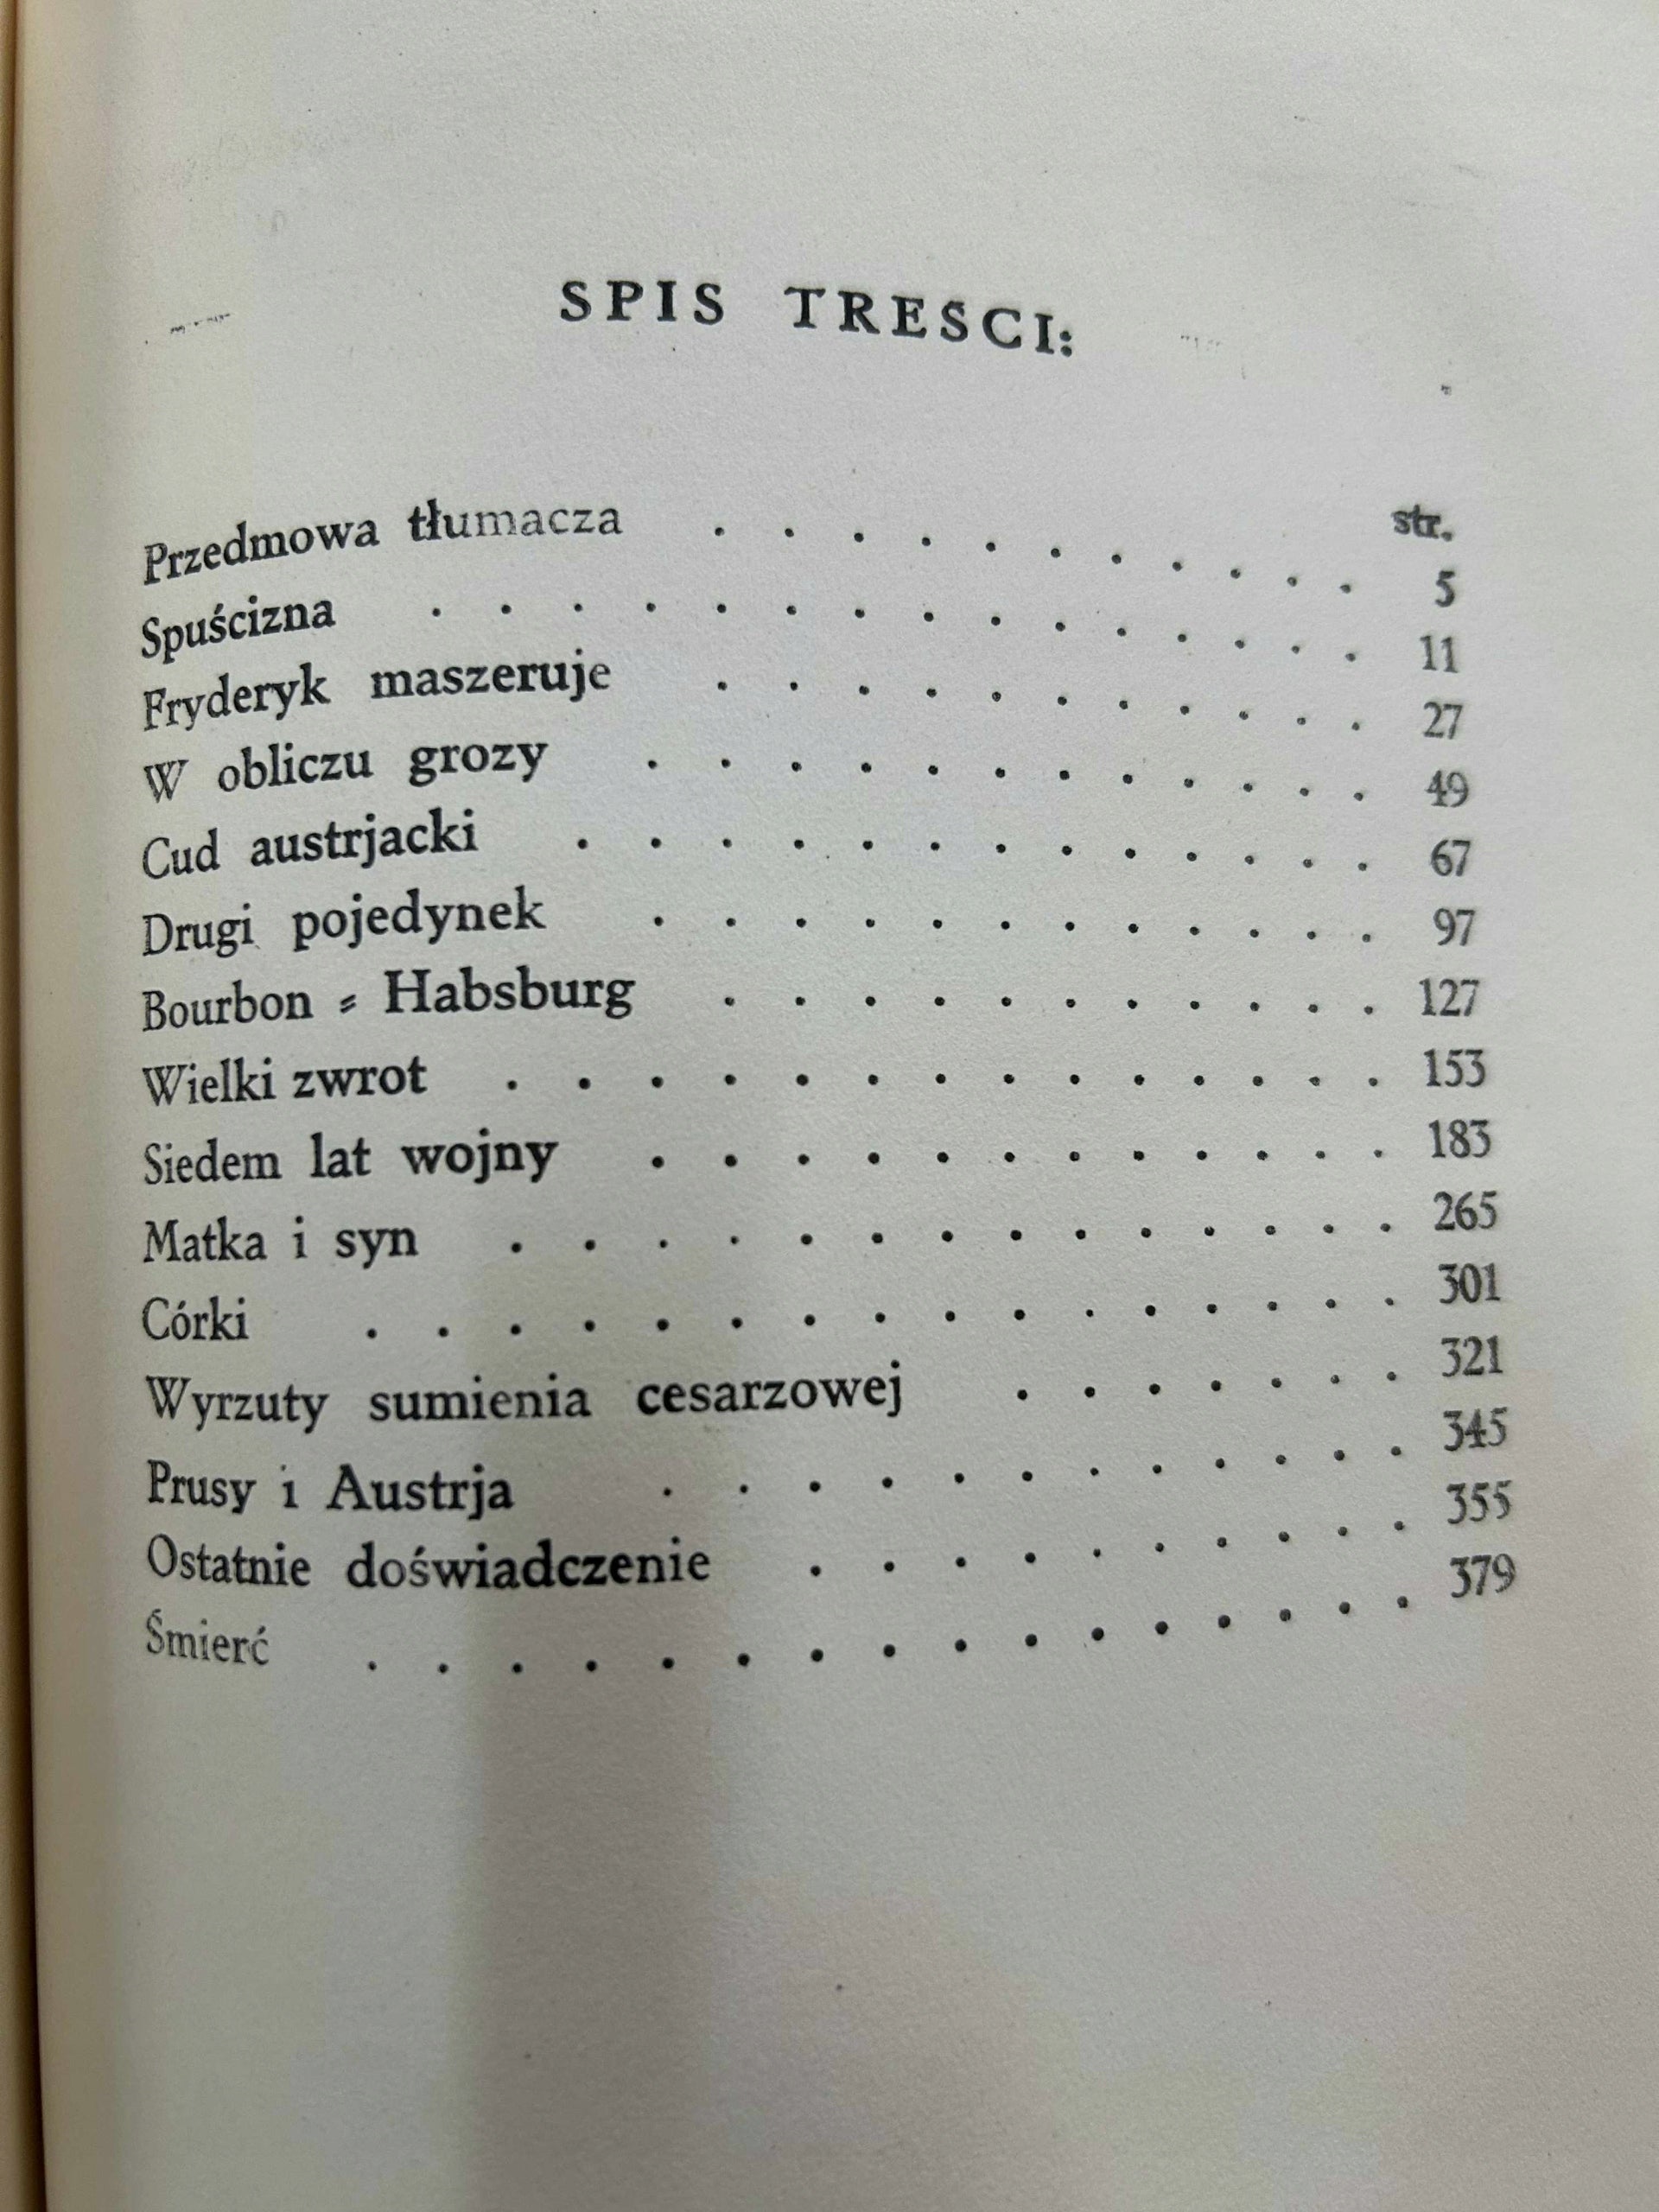 SPIS TRESCI:
str.
Przedmowa tłumacza . . . . . . . . . . . 5
Spuścizna . . . . . . . . . . . . . . . 11
Fryderyk maszeruje . . . . . . . . . . . 27
W obliczu grozy . . . . . . . . . . . . 49
Cud austrjacki . . . . . . . . . . . . . 67
Drugi pojedynek . . . . . . . . . . . . 97
Bourbon - Habsburg . . . . . . . . . . . 127
Wielki zwrot . . . . . . . . . . . . . . 153
Siedem lat wojny . . . . . . . . . . . . 183
Matka i syn . . . . . . . . . . . . . . 265
Córki . . . . . . . . . . . . . . . . 301
Wyrzuty sumienia cesarzowej . . . . . . . 321
Prusy i Austrja . . . . . . . . . . . . 345
Ostatnie doświadczenie . . . . . . . . . 355
Śmierć . . . . . . . . . . . . . . . . 379